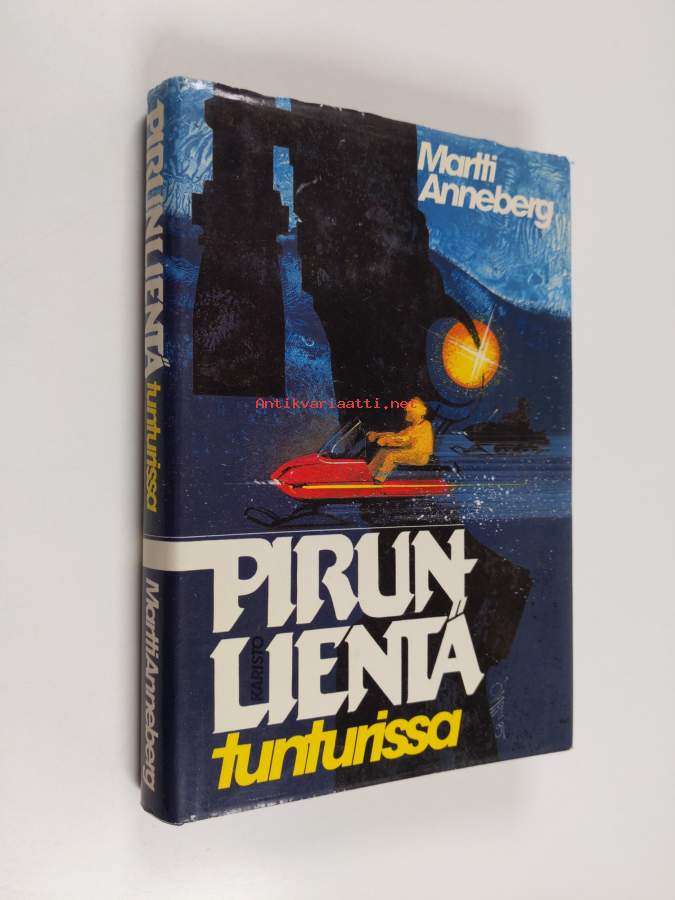 PIRUNLIENTÄ tunturissa Martti Anneberg
Martti
Anneberg
Antikvariaatti.net
PIRUN-
LIENTÄ
KARISTO
tunturissa